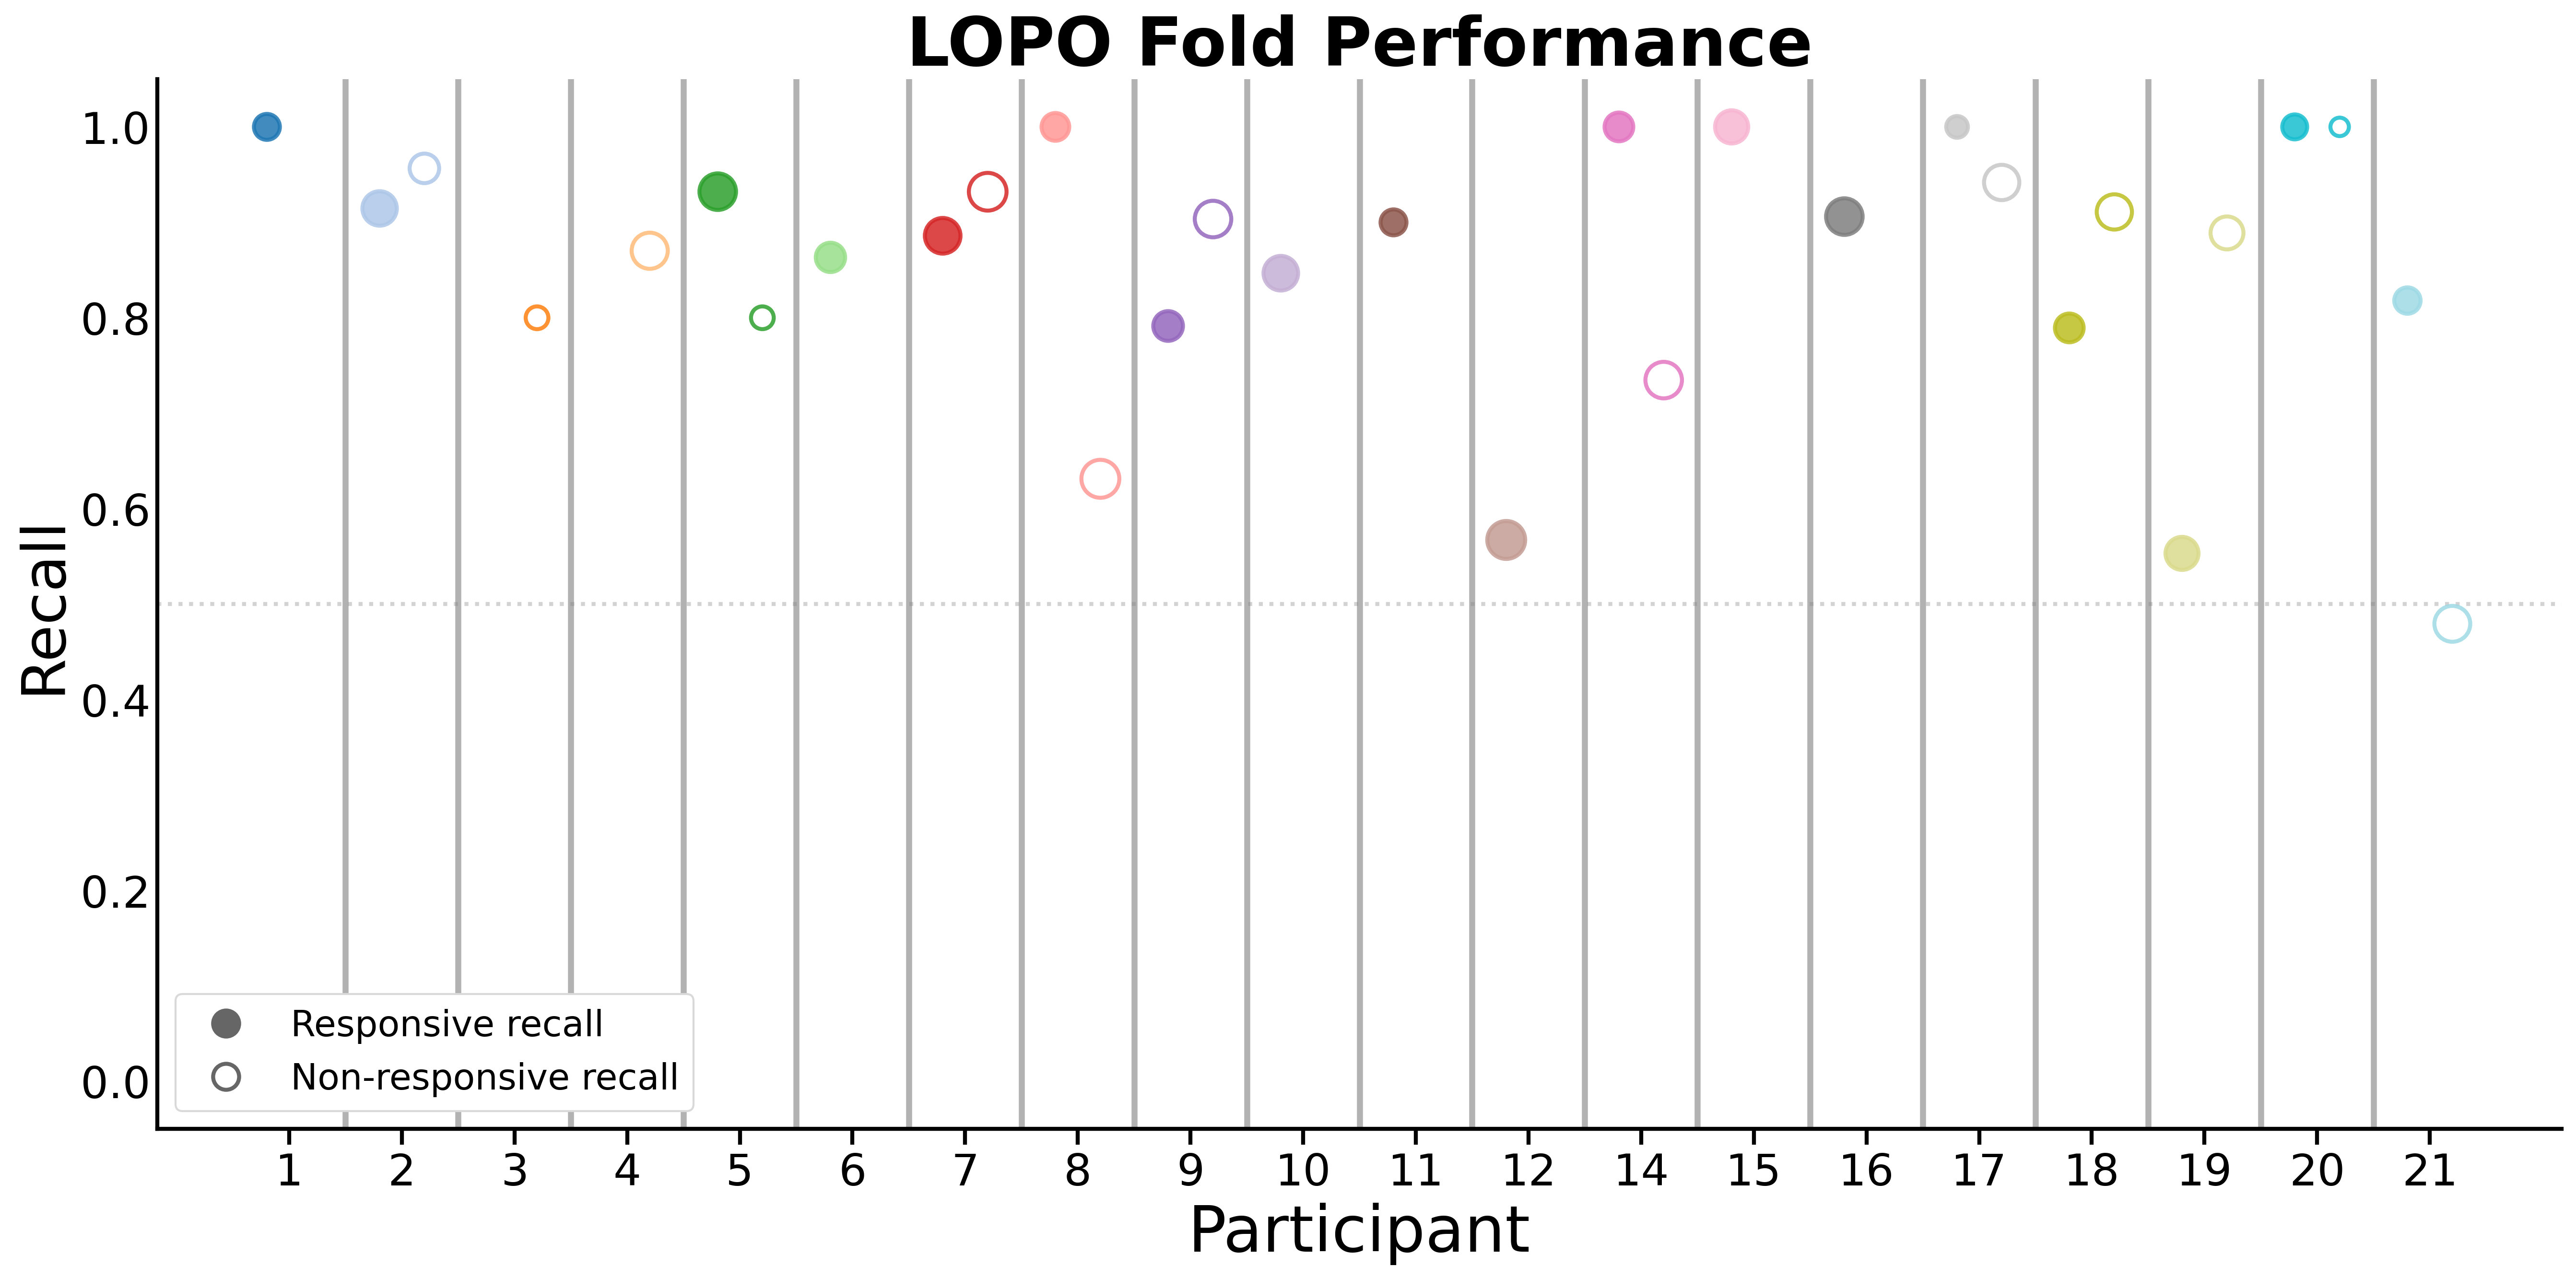 LOPO Fold Performance
1.0
0.8
0.6
0.4
0.2
0.0
Recall
Responsive recall
Non-responsive recall
1 2 3 4 5 6 7 8 9 10 11 12 14 15 16 17 18 19 20 21
Participant